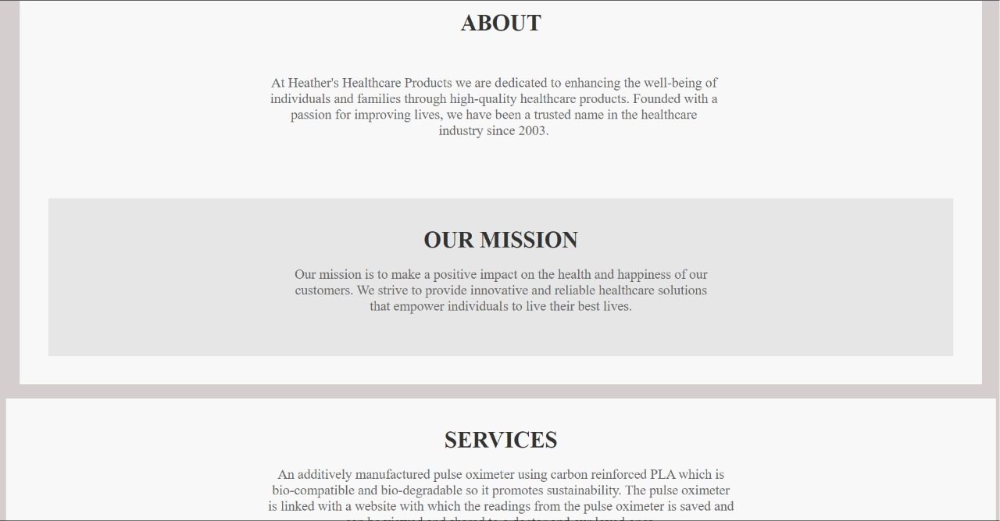 ABOUT
At Heather's Healthcare Products we are dedicated to enhancing the well-being of
individuals and families through high-quality healthcare products. Founded with a
passion for improving lives, we have been a trusted name in the healthcare
industry since 2003.
OUR MISSION
Our mission is to make a positive impact on the health and happiness of our
customers. We strive to provide innovative and reliable healthcare solutions
that empower individuals to live their best lives.
SERVICES
An additively manufactured pulse oximeter using carbon reinforced PLA which is
bio-compatible and bio-degradable so it promotes sustainability. The pulse oximeter
is linked with a website with which the readings from the pulse oximeter is saved and